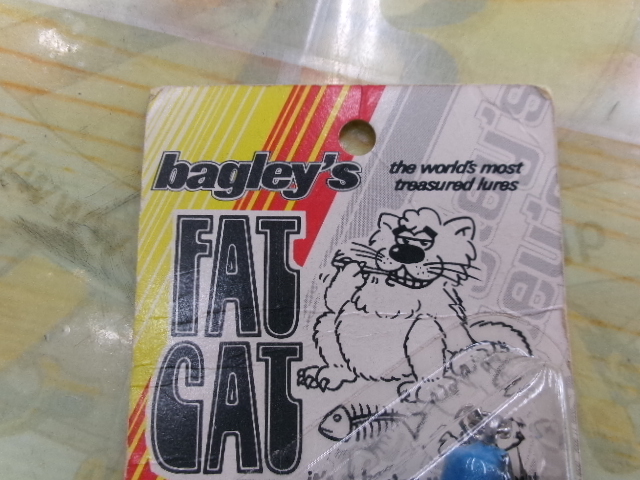 bagley's
the world's most
treasured lures
FAT
CAT